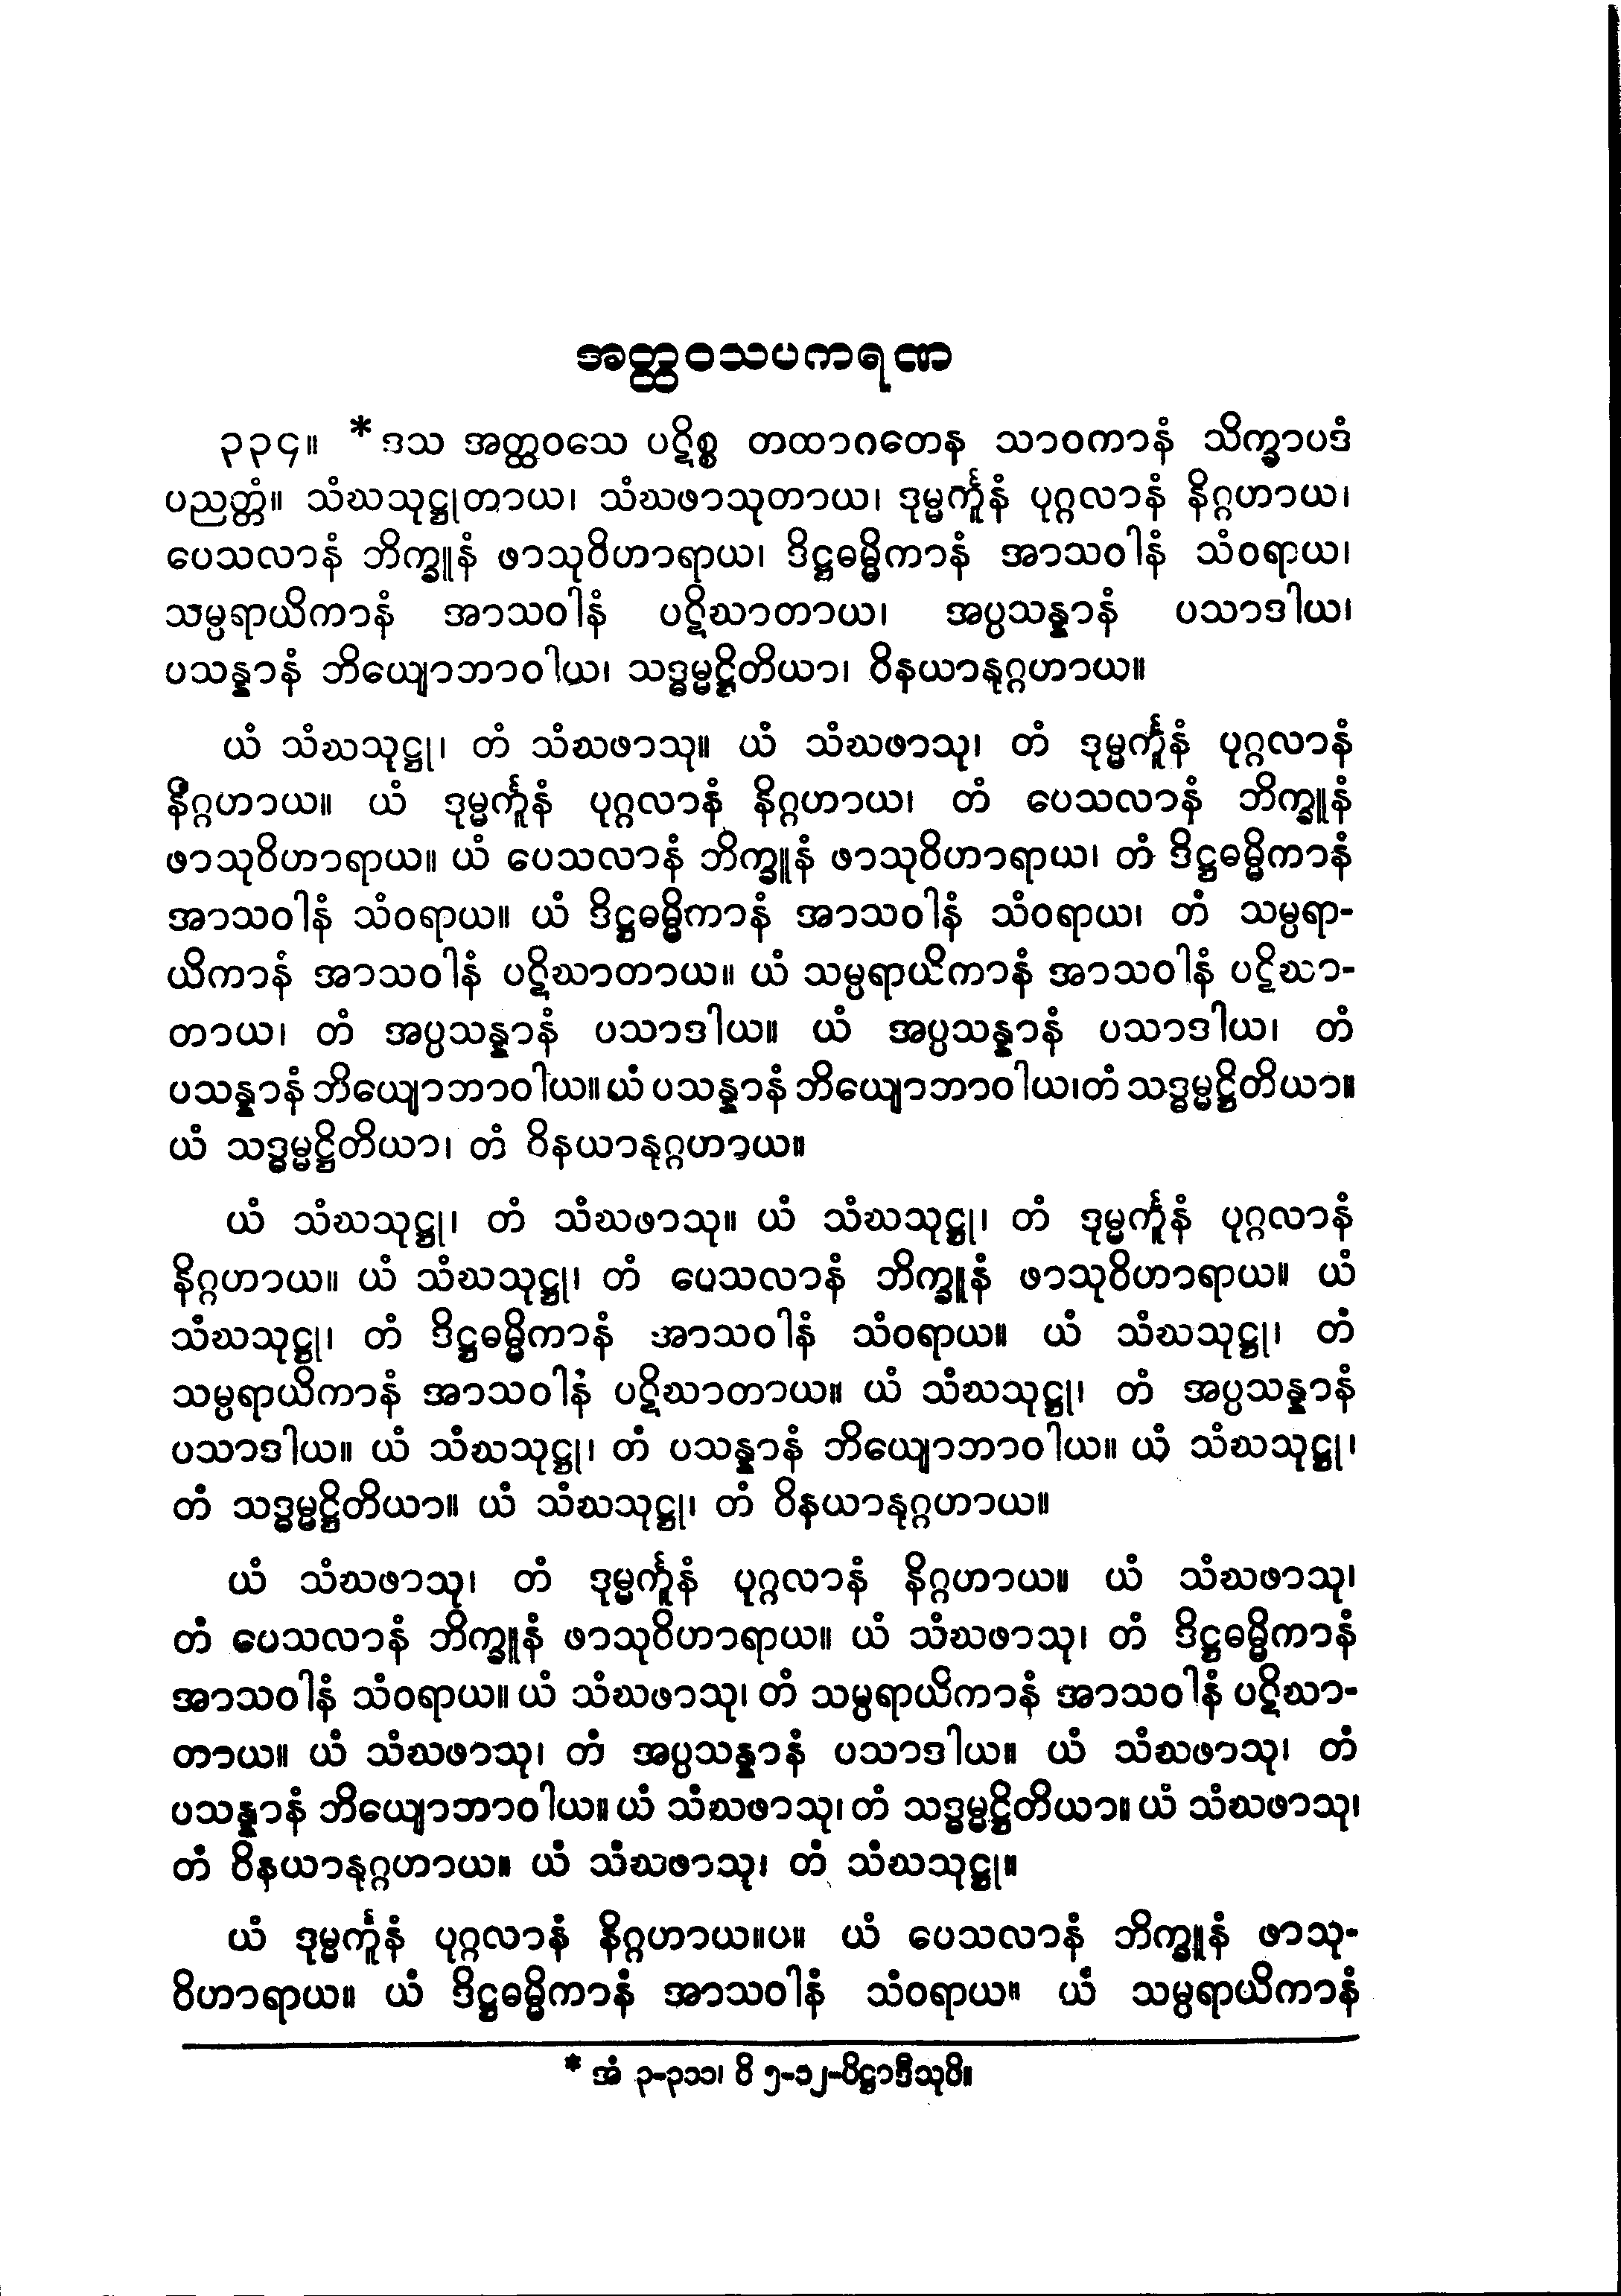 အတ္ထဝသပကရဏ
၃၃၄။ *ဒသ အတ္ထဝသေ ပဋိစ္စ တထာဂတေန သာဝကာနံ သိက္ခာပဒံ
ပညတ္တံ။ သံဃသုဋ္ဌုတာယ၊ သံဃဖာသုတာယ၊ ဒုမ္မင်္ကူနံ ပုဂ္ဂလာနံ နိဂ္ဂဟာယ၊
ပေသလာနံ ဘိက္ခူနံ ဖာသုဝိဟာရာယ၊ ဒိဋ္ဌဓမ္မိကာနံ အာသဝါနံ သံဝရာယ၊
သမ္ပရာယိကာနံ အာသဝါနံ ပဋိဃာတာယ၊ အပ္ပသန္နာနံ ပသာဒါယ၊
ပသန္နာနံ ဘိယျောဘာဝါယ၊ သဒ္ဓမ္မဋ္ဌိတိယာ၊ ဝိနယာနုဂ္ဂဟာယ။
ယံ သံဃသုဋ္ဌု၊ တံ သံဃဖာသု။ ယံ သံဃဖာသု၊ တံ ဒုမ္မင်္ကူနံ ပုဂ္ဂလာနံ
နိဂ္ဂဟာယ။ ယံ ဒုမ္မင်္ကူနံ ပုဂ္ဂလာနံ နိဂ္ဂဟာယ၊ တံ ပေသလာနံ ဘိက္ခူနံ
ဖာသုဝိဟာရာယ။ ယံ ပေသလာနံ ဘိက္ခူနံ ဖာသုဝိဟာရာယ၊ တံ ဒိဋ္ဌဓမ္မိကာနံ
အာသဝါနံ သံဝရာယ။ ယံ ဒိဋ္ဌဓမ္မိကာနံ အာသဝါနံ သံဝရာယ၊ တံ သမ္ပရာ-
ယိကာနံ အာသဝါနံ ပဋိဃာတာယ။ ယံ သမ္ပရာယိကာနံ အာသဝါနံ ပဋိဃာ-
တာယ၊ တံ အပ္ပသန္နာနံ ပသာဒါယ။ ယံ အပ္ပသန္နာနံ ပသာဒါယ၊ တံ
ပသန္နာနံ ဘိယျောဘာဝါယ။ ယံ ပသန္နာနံ ဘိယျောဘာဝါယ၊ တံ သဒ္ဓမ္မဋ္ဌိတိယာ။
ယံ သဒ္ဓမ္မဋ္ဌိတိယာ၊ တံ ဝိနယာနုဂ္ဂဟာယ။
ယံ သံဃသုဋ္ဌု၊ တံ သံဃဖာသု။ ယံ သံဃသုဋ္ဌု၊ တံ ဒုမ္မင်္ကူနံ ပုဂ္ဂလာနံ
နိဂ္ဂဟာယ။ ယံ သံဃသုဋ္ဌု၊ တံ ပေသလာနံ ဘိက္ခူနံ ဖာသုဝိဟာရာယ။ ယံ
သံဃသုဋ္ဌု၊ တံ ဒိဋ္ဌဓမ္မိကာနံ အာသဝါနံ သံဝရာယ။ ယံ သံဃသုဋ္ဌု၊ တံ
သမ္ပရာယိကာနံ အာသဝါနံ ပဋိဃာတာယ။ ယံ သံဃသုဋ္ဌု၊ တံ အပ္ပသန္နာနံ
ပသာဒါယ။ ယံ သံဃသုဋ္ဌု၊ တံ ပသန္နာနံ ဘိယျောဘာဝါယ။ ယံ သံဃသုဋ္ဌု၊
တံ သဒ္ဓမ္မဋ္ဌိတိယာ။ ယံ သံဃသုဋ္ဌု၊ တံ ဝိနယာနုဂ္ဂဟာယ။
ယံ သံဃဖာသု၊ တံ ဒုမ္မင်္ကူနံ ပုဂ္ဂလာနံ နိဂ္ဂဟာယ။ ယံ သံဃဖာသု၊
တံ ပေသလာနံ ဘိက္ခူနံ ဖာသုဝိဟာရာယ။ ယံ သံဃဖာသု၊ တံ ဒိဋ္ဌဓမ္မိကာနံ
အာသဝါနံ သံဝရာယ။ ယံ သံဃဖာသု၊ တံ သမ္ပရာယိကာနံ အာသဝါနံ ပဋိဃာ-
တာယ။ ယံ သံဃဖာသု၊ တံ အပ္ပသန္နာနံ ပသာဒါယ။ ယံ သံဃဖာသု၊ တံ
ပသန္နာနံ ဘိယျောဘာဝါယ။ ယံ သံဃဖာသု၊ တံ သဒ္ဓမ္မဋ္ဌိတိယာ။ ယံ သံဃဖာသု၊
တံ ဝိနယာနုဂ္ဂဟာယ။ ယံ သံဃဖာသု၊ တံ သံဃသုဋ္ဌု။
ယံ ဒုမ္မင်္ကူနံ ပုဂ္ဂလာနံ နိဂ္ဂဟာယ။ပ။ ယံ ပေသလာနံ ဘိက္ခူနံ ဖာသု-
ဝိဟာရာယ။ ယံ ဒိဋ္ဌဓမ္မိကာနံ အာသဝါနံ သံဝရာယ။ ယံ သမ္ပရာယိကာနံ
* အံ ၃-၃၁၁၊ ဝိ ၅-၁၂-ပိဋ္ဌာဒီသုပိ။